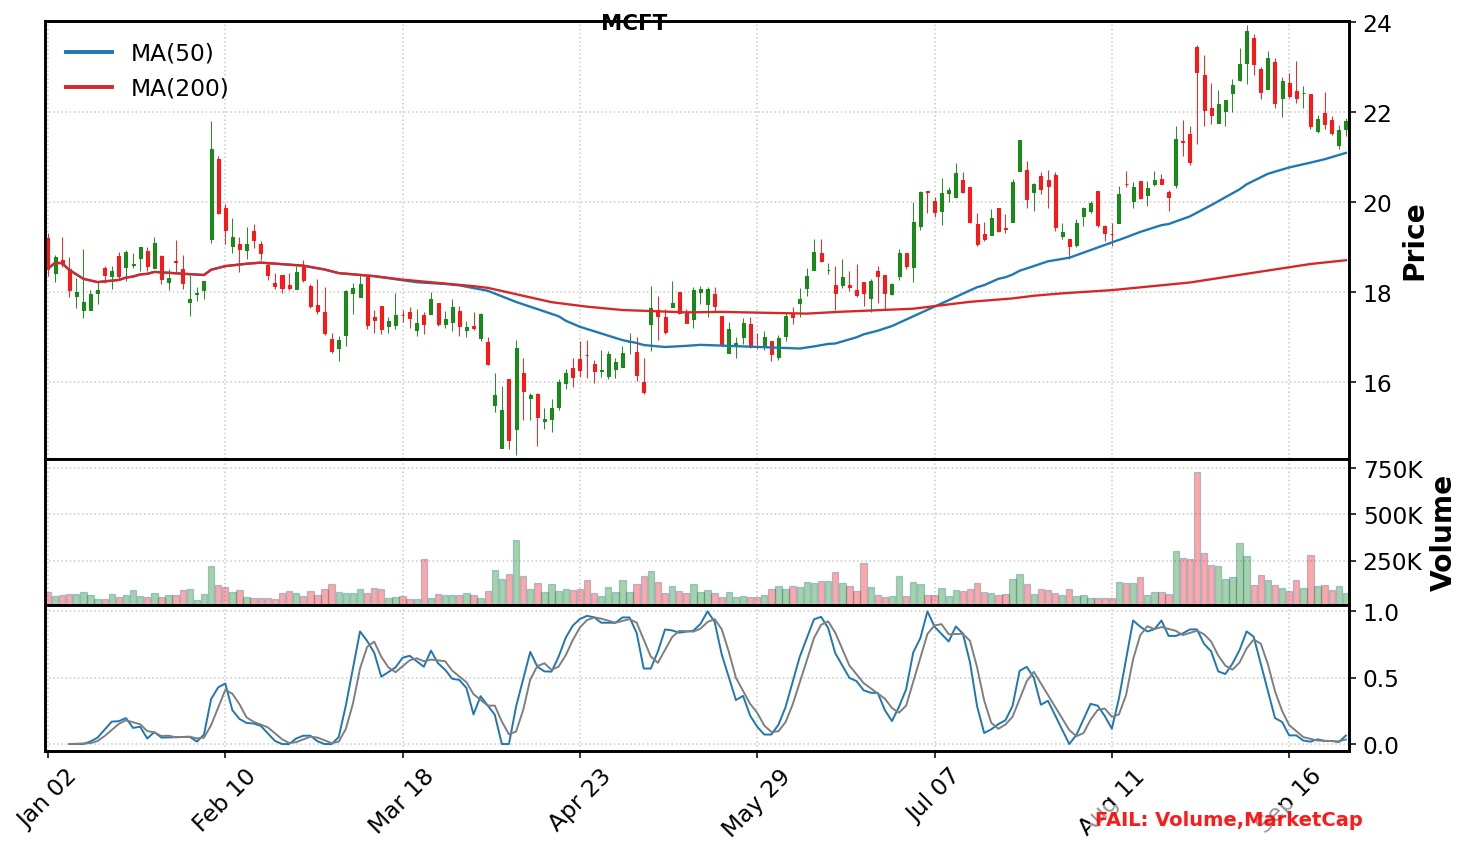 MCFT
MA(50)
MA(200)
24
22
20
18
16
Price
750K
500K
250K
Volume
1.0
0.5
0.0
Jan 02
Feb 10
Mar 18
Apr 23
May 29
Jul 07
Aug 11
Sep 16
FAIL: Volume,MarketCap